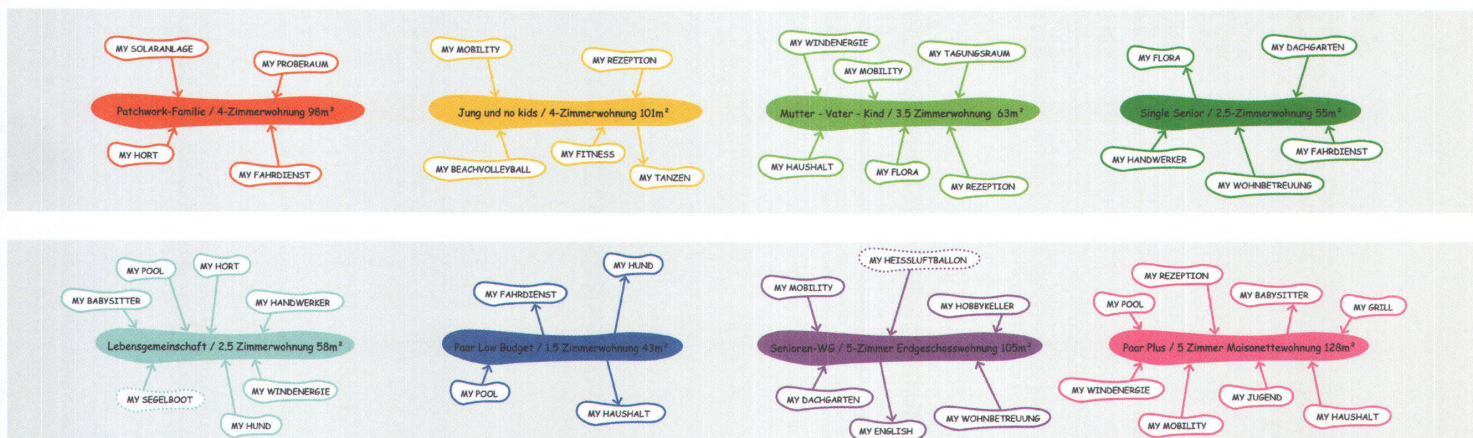 MY SOLARANLAGE
MY PROBERAUM
Patchwork-Familie / 4-Zimmerwohnung 98m²
MY HORT
MY FAHRDIENST
MY MOBILITY
MY REZEPTION
Jung und no kids / 4-Zimmerwohnung 101m²
MY BEACHVOLLEYBALL
MY FITNESS
MY TANZEN
MY WINDENERGIE
MY MOBILITY
MY TAGUNGSRAUM
Mutter - Vater - Kind / 3.5 Zimmerwohnung 63m²
MY HAUSHALT
MY FLORA
MY REZEPTION
MY FLORA
MY DACHGARTEN
Single Senior / 2.5-Zimmerwohnung 55m²
MY HANDWERKER
MY WOHNBETREUUNG
MY FAHRDIENST
MY POOL
MY HORT
MY BABYSITTER
MY HANDWERKER
Lebensgemeinschaft / 2.5 Zimmerwohnung 58m²
MY SEGELBOOT
MY WINDENERGIE
MY HUND
MY HUND
MY FAHRDIENST
Paar Low Budget / 1.5 Zimmerwohnung 43m²
MY POOL
MY HAUSHALT
MY HEISSLUFTBALLON
MY MOBILITY
MY HOBBYKELLER
Senioren-WG / 5-Zimmer Erdgeschosswohnung 105m²
MY DACHGARTEN
MY ENGLISH
MY WOHNBETREUUNG
MY REZEPTION
MY POOL
MY BABYSITTER
MY GRILL
Paar Plus / 5 Zimmer Maisonettewohnung 128m²
MY WINDENERGIE
MY MOBILITY
MY JUGEND
MY HAUSHALT